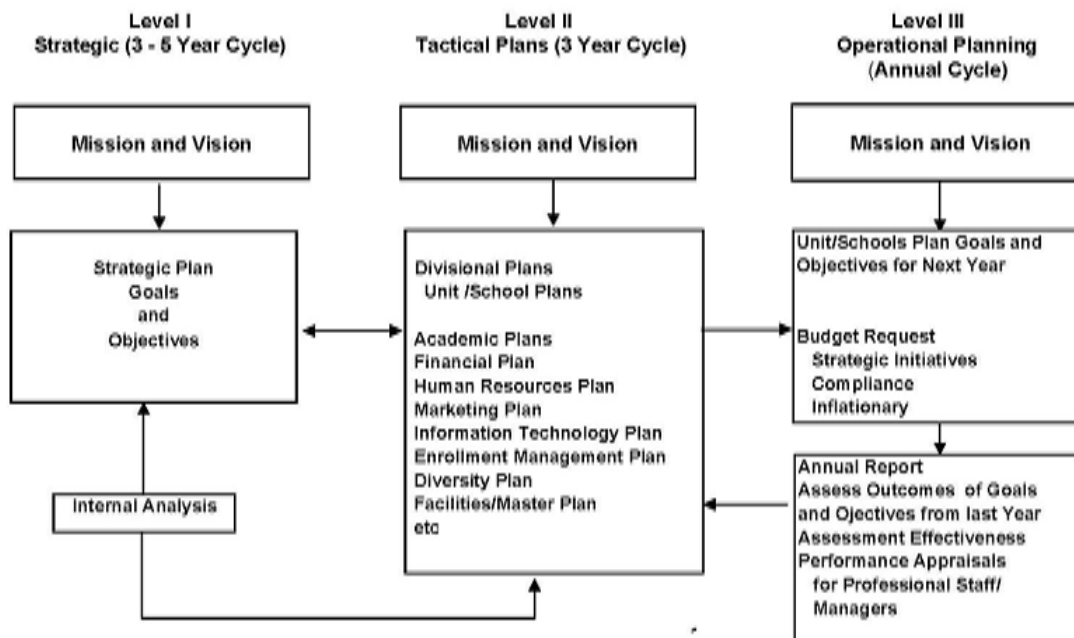 Level I
Strategic (3 - 5 Year Cycle)
Level II
Tactical Plans (3 Year Cycle)
Level III
Operational Planning
(Annual Cycle)
Mission and Vision
Mission and Vision
Mission and Vision
Strategic Plan
Goals
and
Objectives
Internal Analysis
Divisional Plans
Unit /School Plans
Academic Plans
Financial Plan
Human Resources Plan
Marketing Plan
Information Technology Plan
Enrollment Management Plan
Diversity Plan
Facilities/Master Plan
etc
Unit/Schools Plan Goals and
Objectives for Next Year
Budget Request
Strategic Initiatives
Compliance
Inflationary
Annual Report
Assess Outcomes of Goals
and Ojectives from last Year
Assessment Effectiveness
Performance Appraisals
for Professional Staff/
Managers